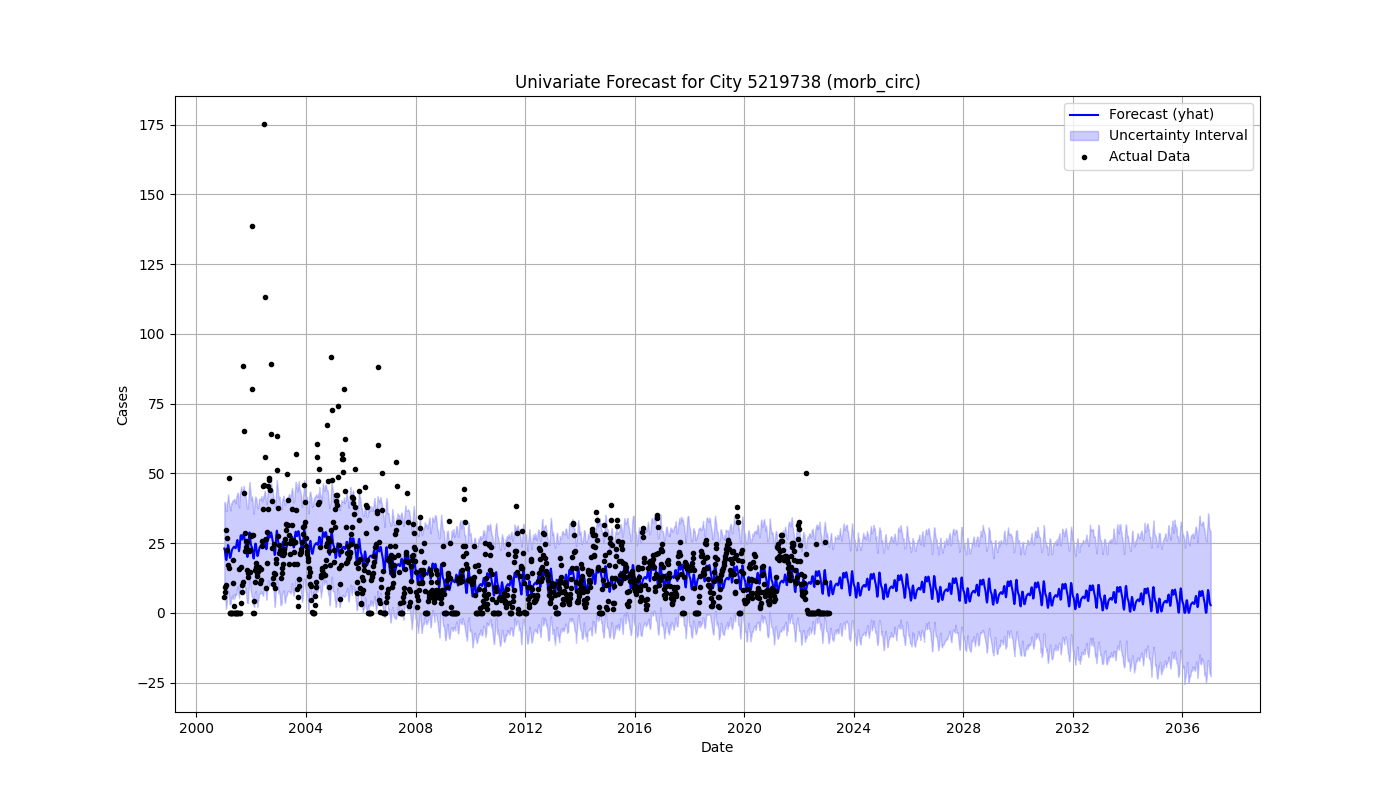 Univariate Forecast for City 5219738 (morb_circ)
Forecast (yhat)
Uncertainty Interval
Actual Data
175
150
125
100
75
50
25
0
−25
Cases
2000 2004 2008 2012 2016 2020 2024 2028 2032 2036
Date